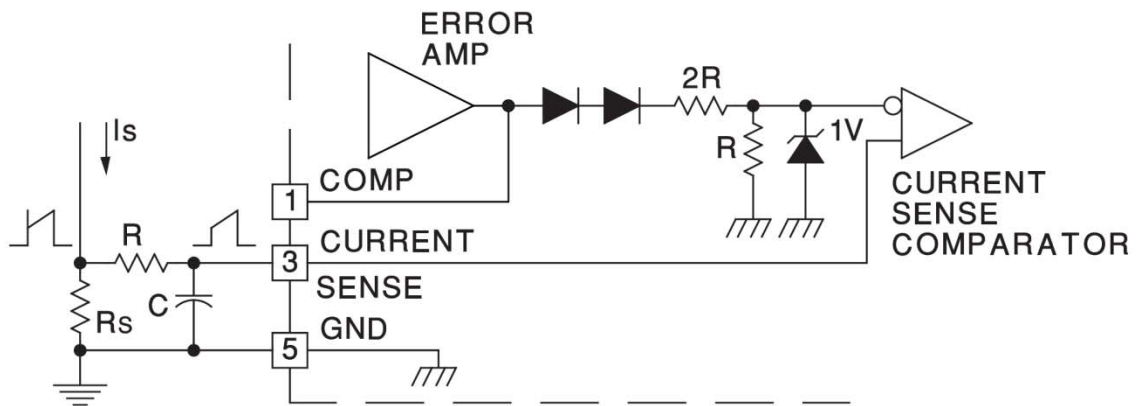 ERROR
AMP
2R
1V
R
Is
1
COMP
CURRENT
SENSE
COMPARATOR
R
3
CURRENT
SENSE
C
Rs
5
GND